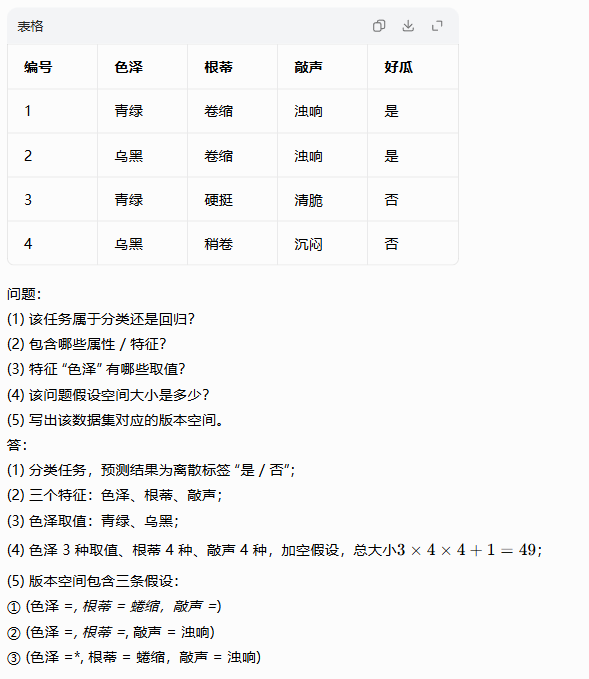 表格
编号 色泽 根蒂 敲声 好瓜
1 青绿 卷缩 浊响 是
2 乌黑 卷缩 浊响 是
3 青绿 硬挺 清脆 否
4 乌黑 稍卷 沉闷 否
问题：
(1) 该任务属于分类还是回归？
(2) 包含哪些属性 / 特征？
(3) 特征 “色泽” 有哪些取值？
(4) 该问题假设空间大小是多少？
(5) 写出该数据集对应的版本空间。
答：
(1) 分类任务，预测结果为离散标签 “是 / 否”；
(2) 三个特征：色泽、根蒂、敲声；
(3) 色泽取值：青绿、乌黑；
(4) 色泽 3 种取值、根蒂 4 种、敲声 4 种，加空假设，总大小3 × 4 × 4 + 1 = 49；
(5) 版本空间包含三条假设：
① (色泽 =, 根蒂 = 蜷缩，敲声 =)
② (色泽 =, 根蒂 =, 敲声 = 浊响)
③ (色泽 =*, 根蒂 = 蜷缩，敲声 = 浊响)